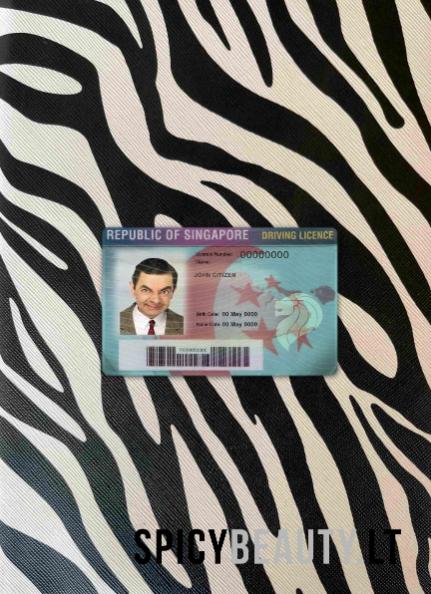 REPUBLIC OF SINGAPORE DRIVING LICENCE
Licence Number: 00000000
Name:
JOHN CITIZEN
Birth Date: 00 May 0000
Issue Date: 00 May 0000
SPICYBEAUTY.LT